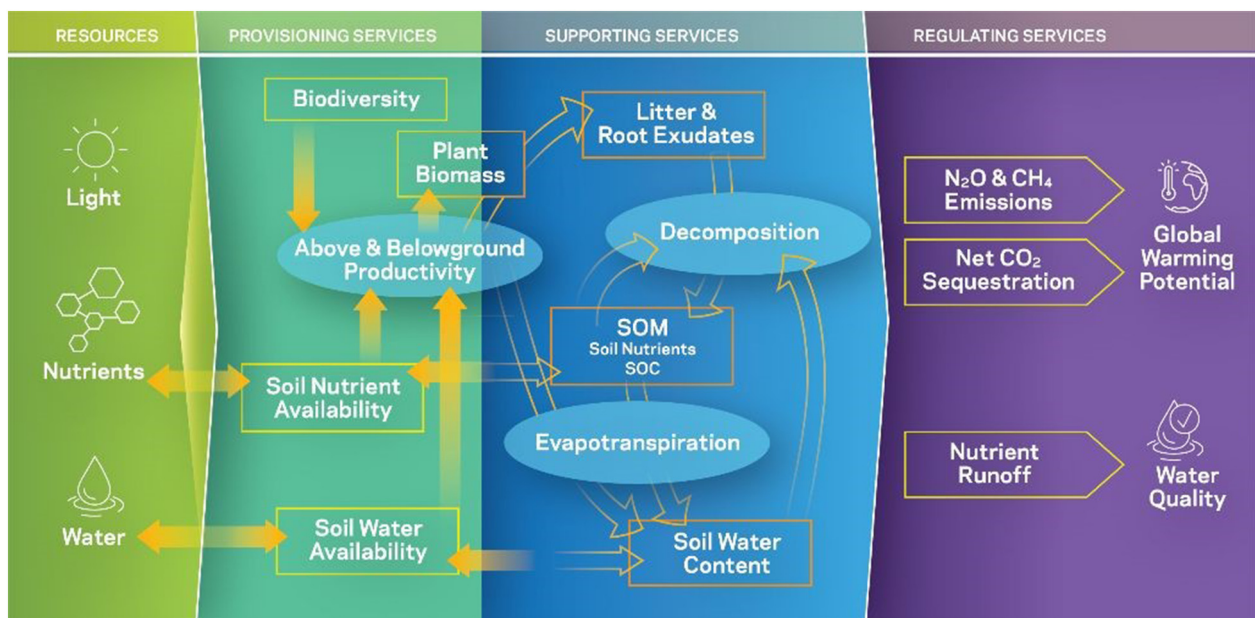 RESOURCES
PROVISIONING SERVICES
SUPPORTING SERVICES
REGULATING SERVICES
Light
Nutrients
Water
Biodiversity
Plant
Biomass
Above & Belowground
Productivity
Soil Nutrient
Availability
Soil Water
Availability
Litter &
Root Exudates
Decomposition
SOM
Soil Nutrients
SOC
Evapotranspiration
Soil Water
Content
N₂O & CH₄
Emissions
Net CO₂
Sequestration
Global
Warming
Potential
Nutrient
Runoff
Water
Quality